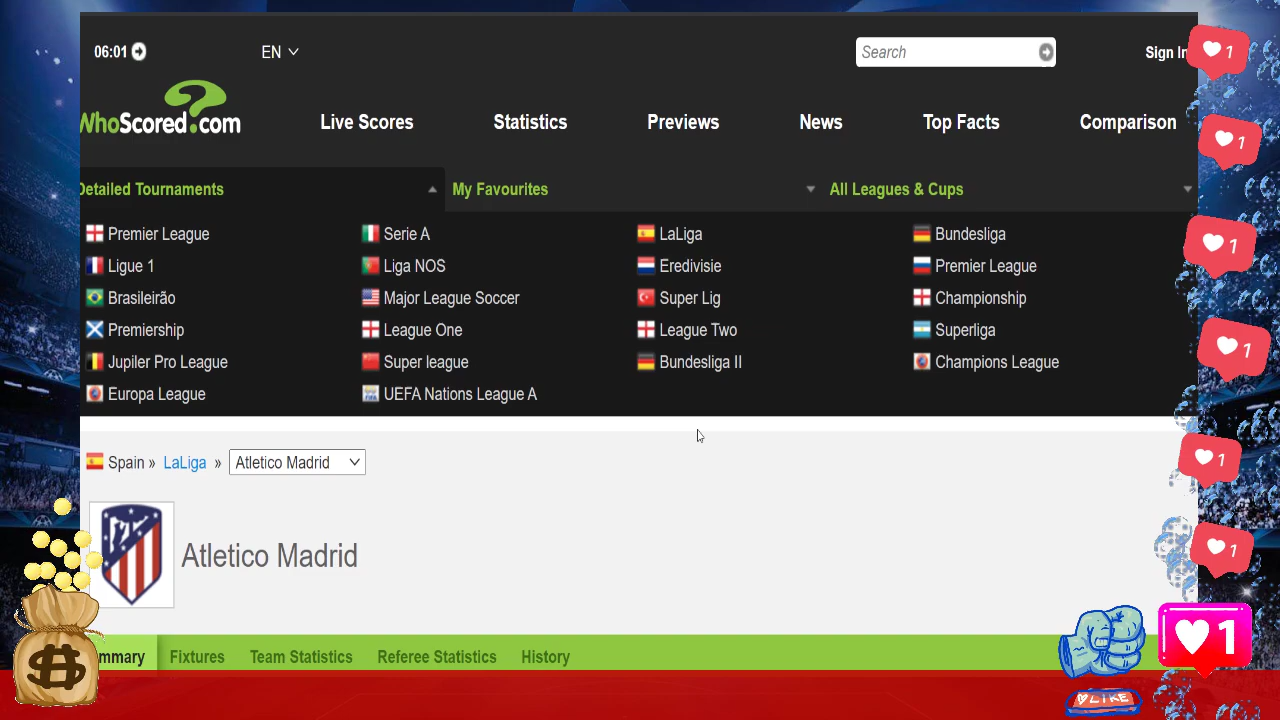 06:01 EN Search Sign In
WhoScored.com Live Scores Statistics Previews News Top Facts Comparison
Detailed Tournaments My Favourites All Leagues & Cups
Premier League Serie A LaLiga Bundesliga
Ligue 1 Liga NOS Eredivisie Premier League
Brasileirão Major League Soccer Super Lig Championship
Premiership League One League Two Superliga
Jupiler Pro League Super league Bundesliga II Champions League
Europa League UEFA Nations League A
Spain » LaLiga » Atletico Madrid
Atletico Madrid
mmary Fixtures Team Statistics Referee Statistics History
1
1
1
1
1
1
1
LIKE